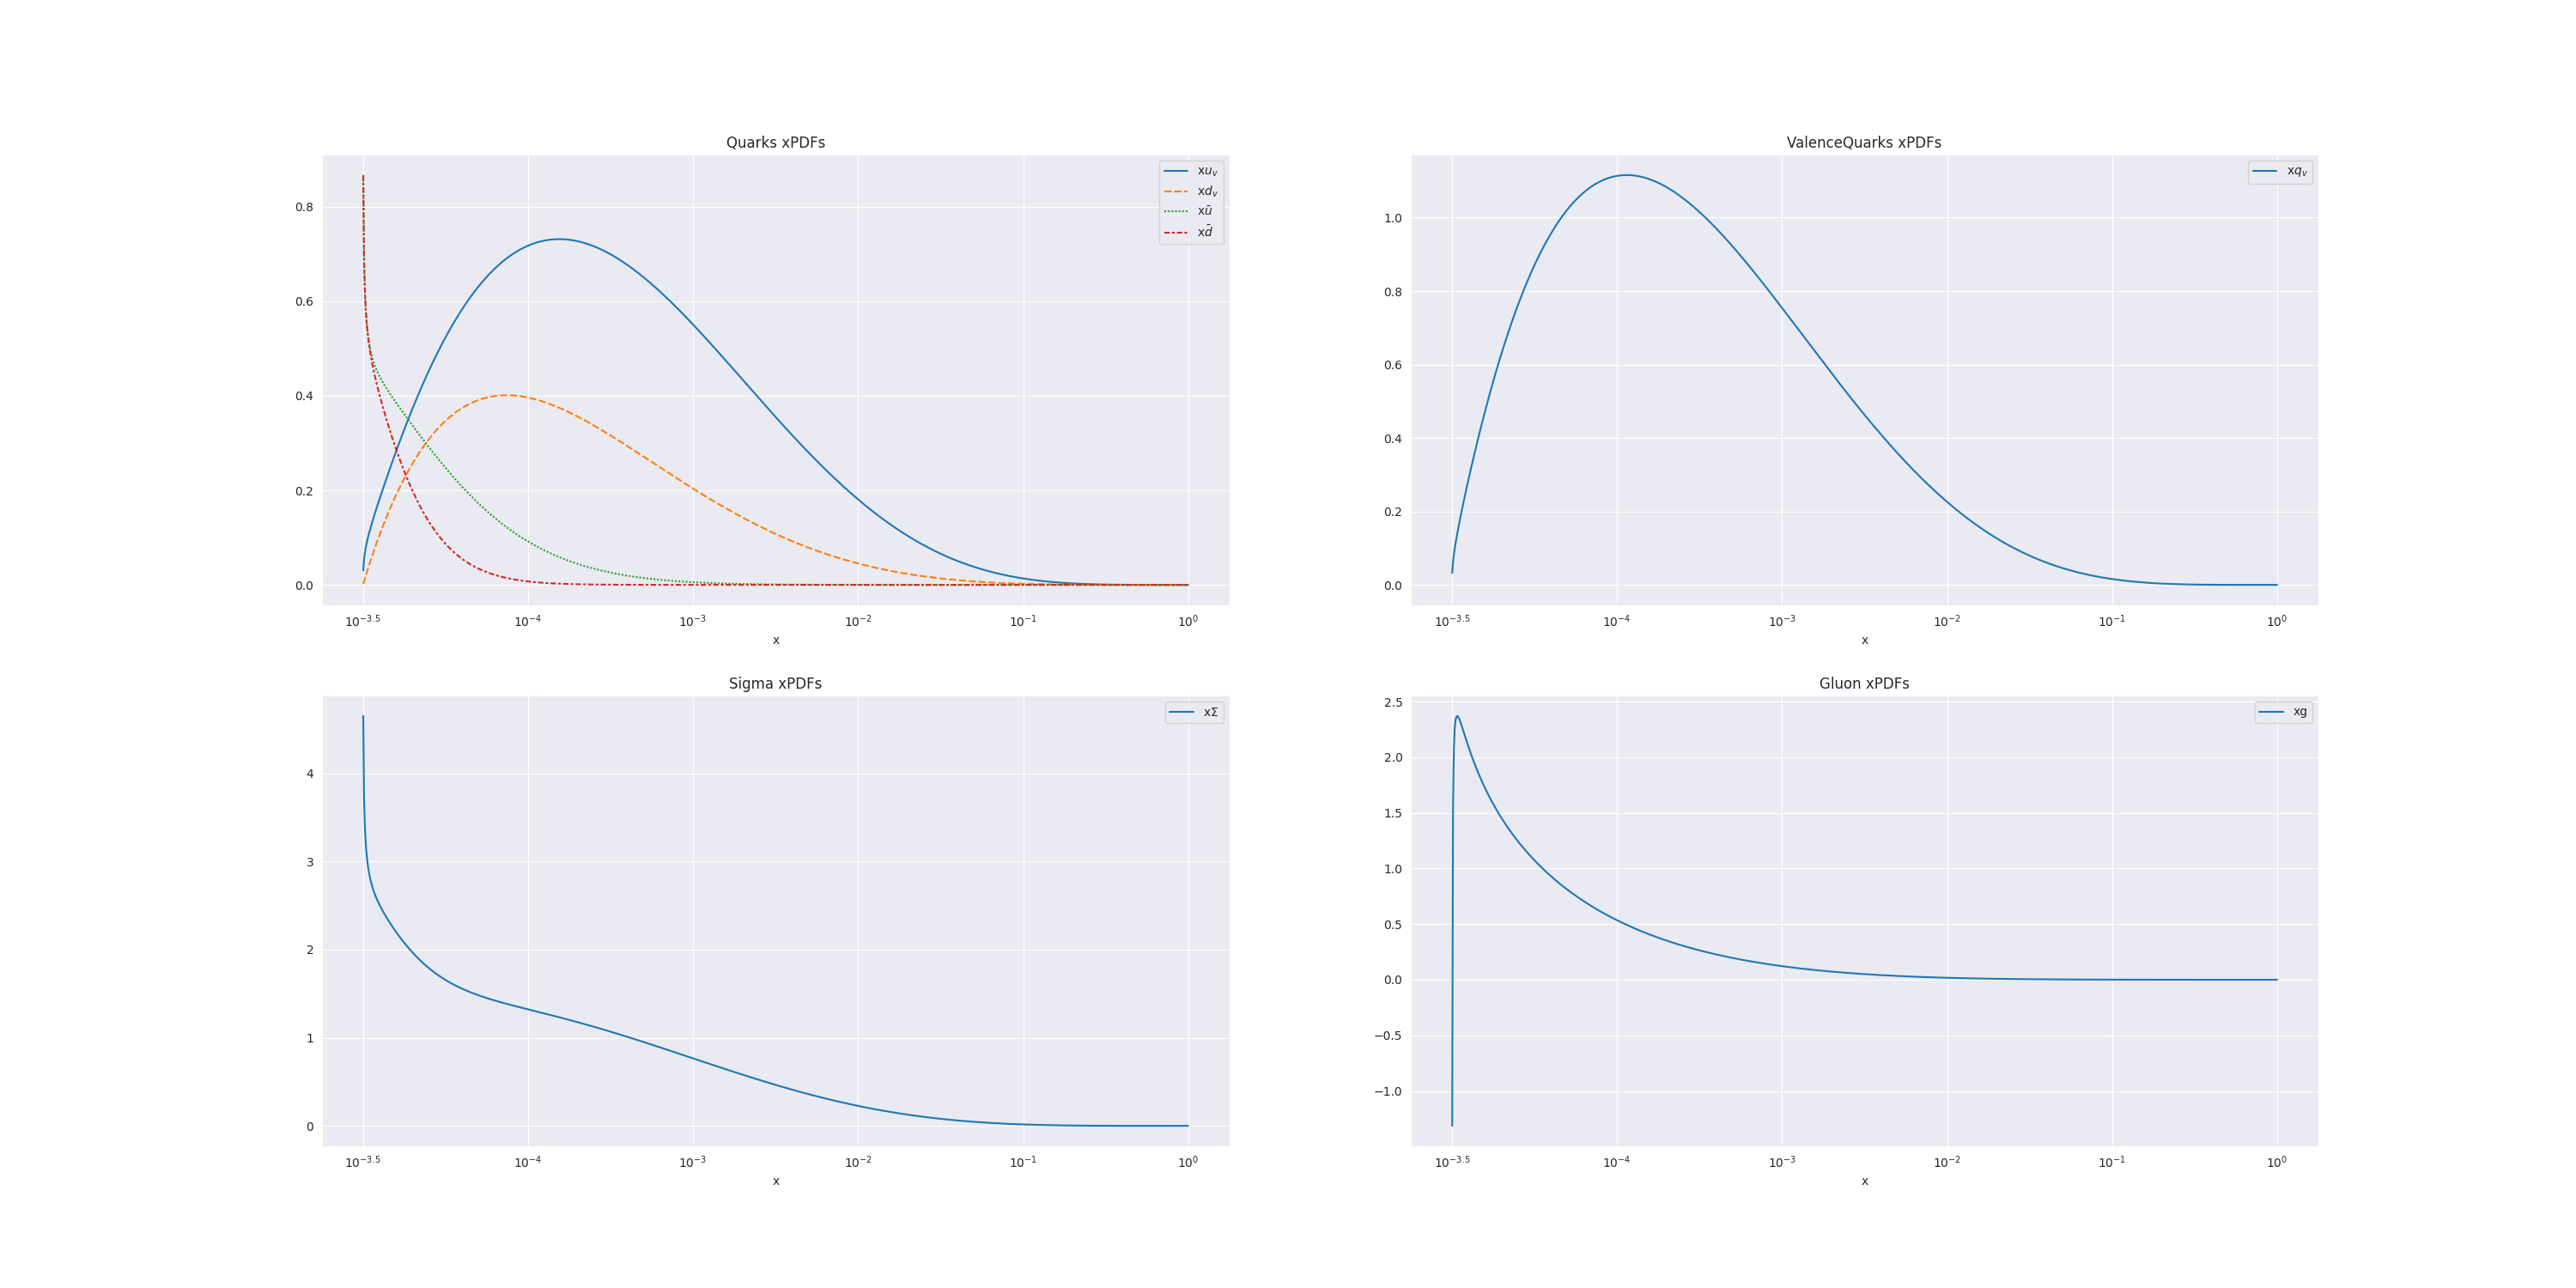 Quarks xPDFs
xu_v
xd_v
xū
xd̄
0.8
0.6
0.4
0.2
0.0
10^−3.5 10^−4 10^−3 10^−2 10^−1 10^0
x
ValenceQuarks xPDFs
xq_v
1.0
0.8
0.6
0.4
0.2
0.0
10^−3.5 10^−4 10^−3 10^−2 10^−1 10^0
x
Sigma xPDFs
xΣ
4
3
2
1
0
10^−3.5 10^−4 10^−3 10^−2 10^−1 10^0
x
Gluon xPDFs
xg
2.5
2.0
1.5
1.0
0.5
0.0
−0.5
−1.0
10^−3.5 10^−4 10^−3 10^−2 10^−1 10^0
x